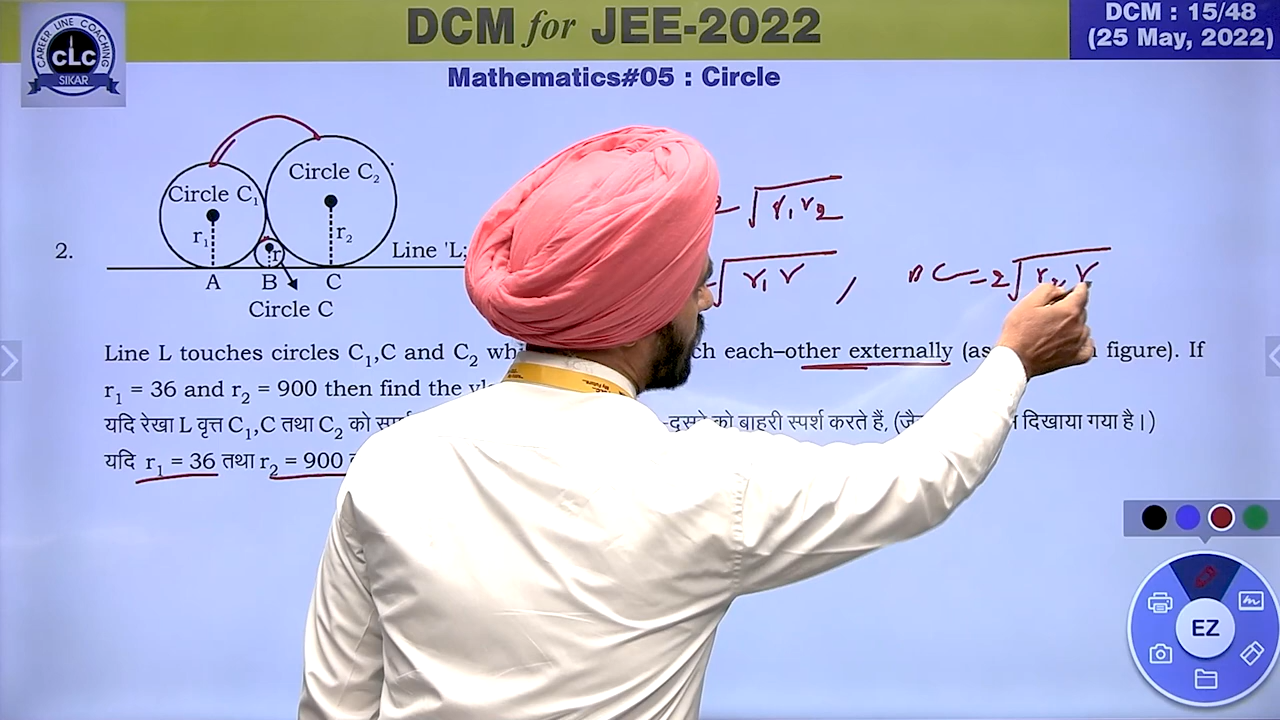 DCM for JEE-2022
DCM : 15/48
(25 May, 2022)
CAREER LINE COACHING
CLC
SIKAR
Mathematics#05 : Circle
Circle C₁
Circle C₂
r₁
r
r₂
2.
Line 'L;
A B C
Circle C
√r₁r₂
√r₁r , BC = 2√r₂r
Line L touches circles C₁,C and C₂ ch each–other externally (as figure). If
r₁ = 36 and r₂ = 900 then find the
यदि रेखा L वृत्त C₁,C तथा C₂ को -दूसरे को बाहरी स्पर्श करते हैं, दिखाया गया है।)
यदि r₁ = 36 तथा r₂ = 900
EZ